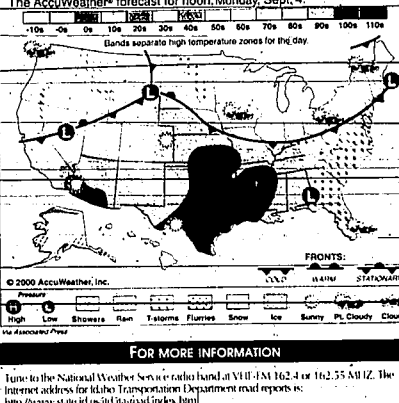 The AccuWeather® forecast for noon, Monday, Sept. 4.
-10s -0s 0s 10s 20s 30s 40s 50s 60s 70s 80s 90s 100s 110s
Bands separate high temperature zones for the day.
L
L
L
L
FRONTS:
© 2000 AccuWeather, Inc.
COLD WARM STATIONARY
Pressure
H L
High Low Showers Rain T-storms Flurries Snow Ice Sunny Pt. Cloudy Clou
Via Associated Press
FOR MORE INFORMATION
Tune to the National Weather Service radio band at VHF-FM 162.4 or 162.55 MHZ. The
Internet address for Idaho Transportation Department road reports is: